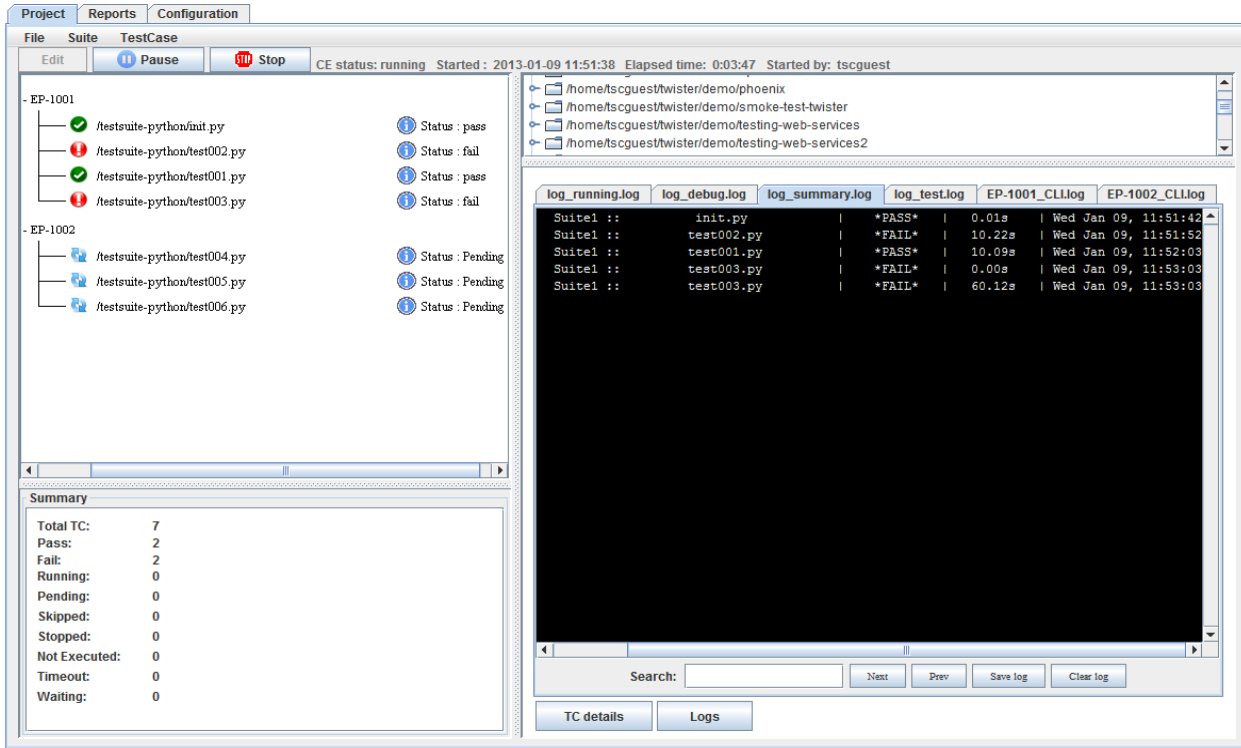 Project Reports Configuration
File Suite TestCase
Edit Pause STOP Stop CE status: running Started : 2013-01-09 11:51:38 Elapsed time: 0:03:47 Started by: tscguest
- EP-1001
/testsuite-python/init.py Status : pass
/testsuite-python/test002.py Status : fail
/testsuite-python/test001.py Status : pass
/testsuite-python/test003.py Status : fail
- EP-1002
/testsuite-python/test004.py Status : Pending
/testsuite-python/test005.py Status : Pending
/testsuite-python/test006.py Status : Pending
Summary
Total TC: 7
Pass: 2
Fail: 2
Running: 0
Pending: 0
Skipped: 0
Stopped: 0
Not Executed: 0
Timeout: 0
Waiting: 0
/home/tscguest/twister/demo/phoenix
/home/tscguest/twister/demo/smoke-test-twister
/home/tscguest/twister/demo/testing-web-services
/home/tscguest/twister/demo/testing-web-services2
log_running.log log_debug.log log_summary.log log_test.log EP-1001_CLI.log EP-1002_CLI.log
Suite1 :: init.py | *PASS* | 0.01s | Wed Jan 09, 11:51:42
Suite1 :: test002.py | *FAIL* | 10.22s | Wed Jan 09, 11:51:52
Suite1 :: test001.py | *PASS* | 10.09s | Wed Jan 09, 11:52:03
Suite1 :: test003.py | *FAIL* | 0.00s | Wed Jan 09, 11:53:03
Suite1 :: test003.py | *FAIL* | 60.12s | Wed Jan 09, 11:53:03
Search: Next Prev Save log Clear log
TC details Logs